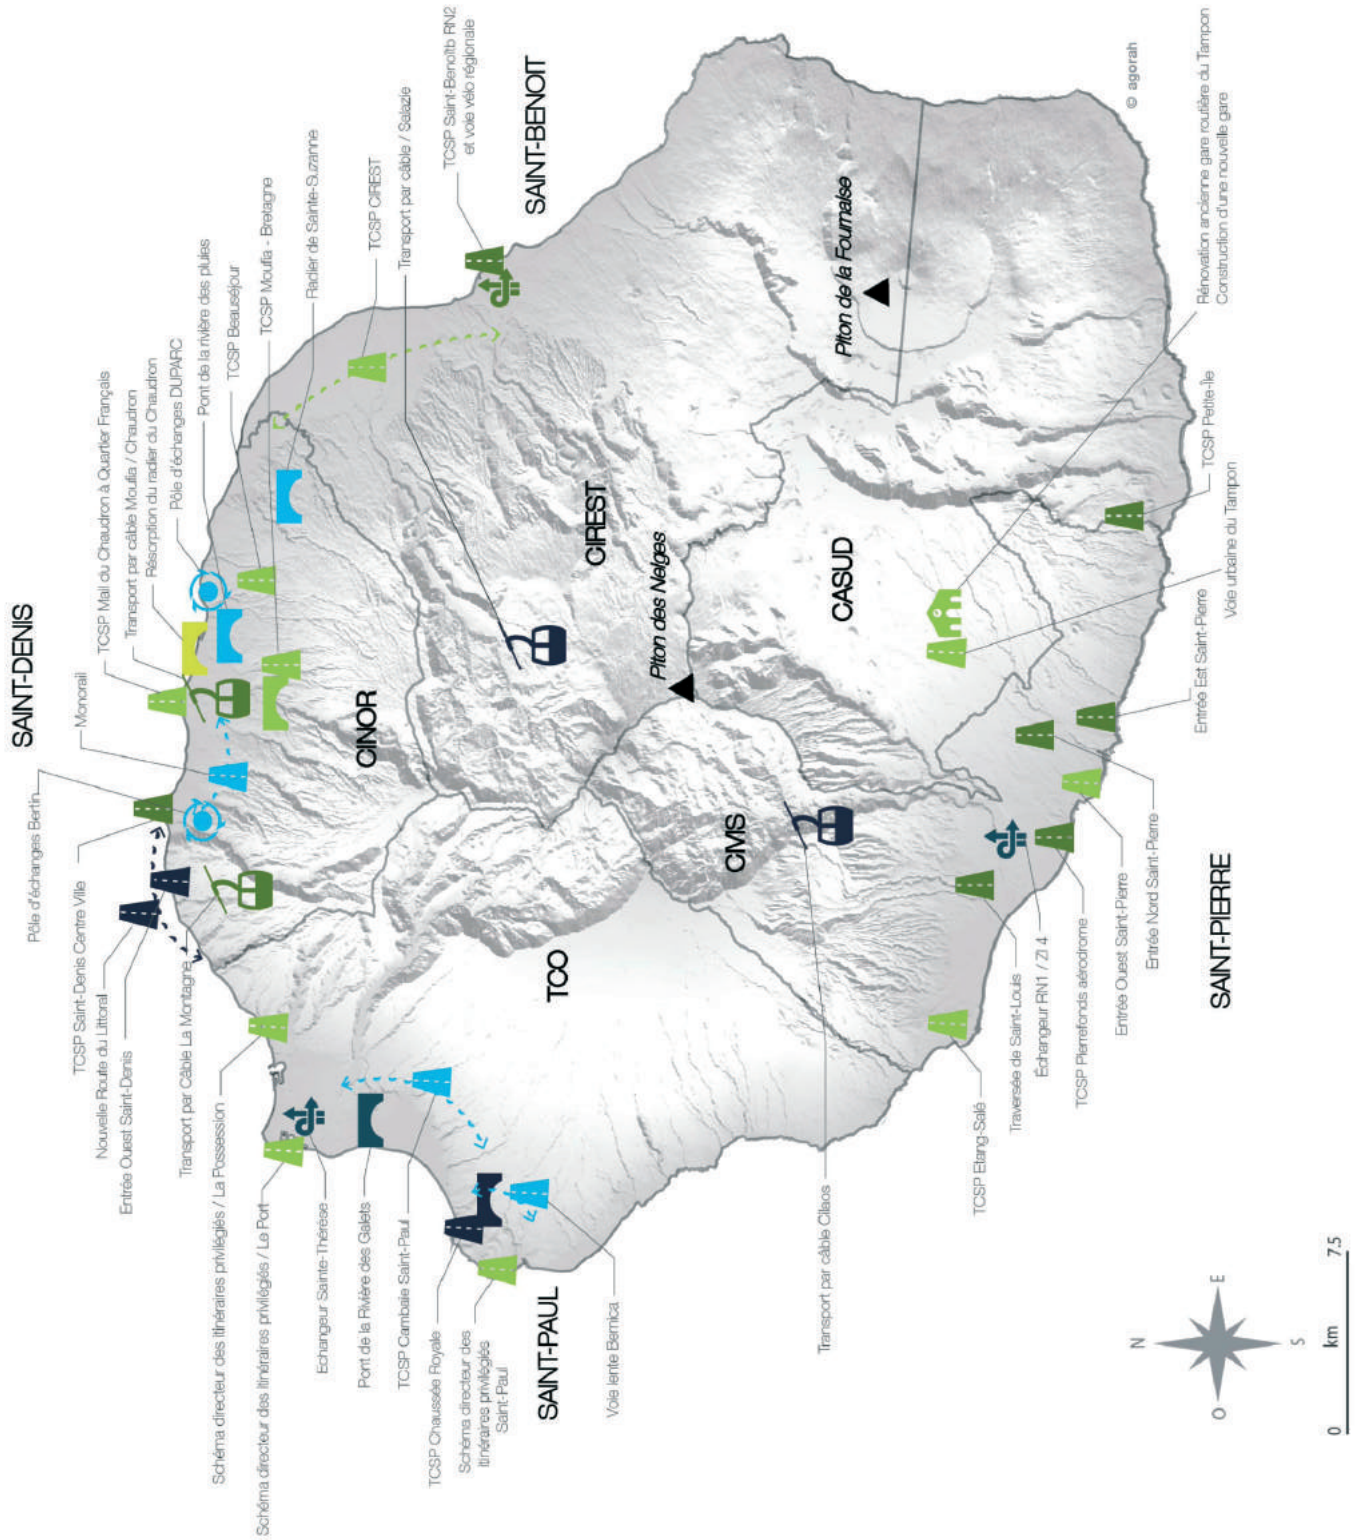 SAINT-DENIS
Pôle d'échanges Bertin
Monorail
TCSP Saint-Denis Centre Ville
Nouvelle Route du Littoral
Entrée Ouest Saint-Denis
Transport par Câble La Montagne
Schéma directeur des itinéraires privilégiés / La Possession
Schéma directeur des itinéraires privilégiés / Le Port
Echangeur Sainte-Thérèse
Pont de la Rivière des Galets
TCSP Cambaie Saint-Paul
TCSP Chaussée Royale
Schéma directeur des
itinéraires privilégiés
Saint-Paul
SAINT-PAUL
Voie lente Bernica
TCSP Mail du Chaudron à Quartier Français
Transport par câble Moufia / Chaudron
Résorption du radier du Chaudron
Pôle d'échanges DUPARC
Pont de la rivière des pluies
TCSP Beauséjour
TCSP Moufia - Bretagne
Radier de Sainte-Suzanne
TCSP CIREST
Transport par câble / Salazie
TCSP Saint-Benoîtb RN2
et voie vélo régionale
SAINT-BENOIT
CINOR
CIREST
TCO
CMS
CASUD
Piton des Neiges
Piton de la Fournaise
Transport par câble Cilaos
TCSP Etang-Salé
Traversée de Saint-Louis
Échangeur RN1 / ZI 4
TCSP Pierrefonds aérodrome
Entrée Ouest Saint-Pierre
Entrée Nord Saint-Pierre
SAINT-PIERRE
Entrée Est Saint-Pierre
Voie urbaine du Tampon
TCSP Petite-Île
Rénovation ancienne gare routière du Tampon
Construction d'une nouvelle gare
© agorah
N
O
E
S
0
km
7.5